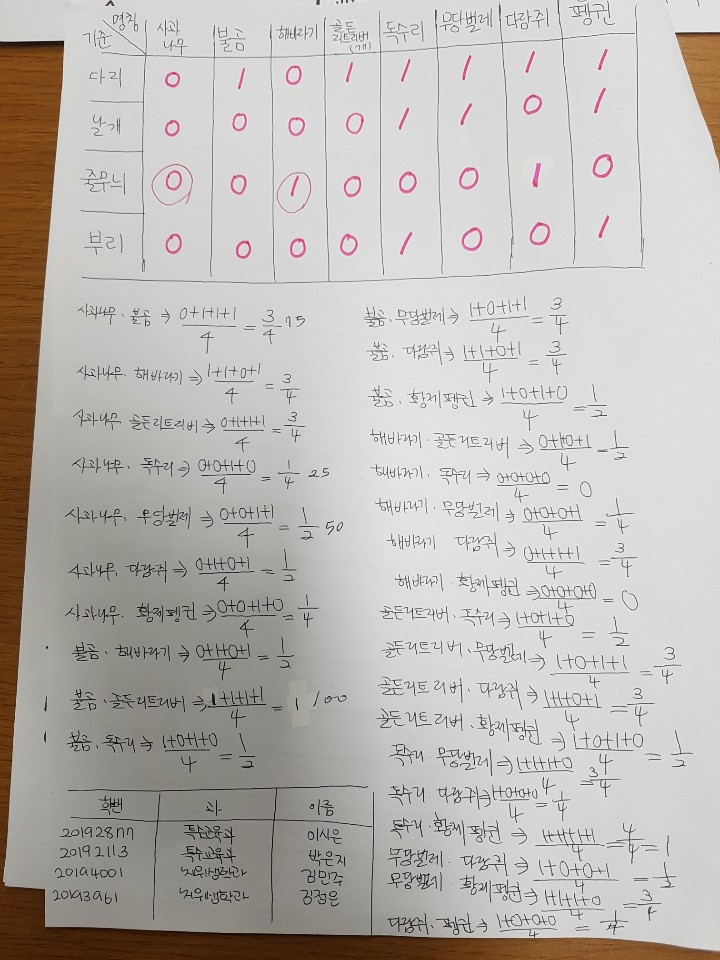 명칭 기준 사과나무 불곰 해바라기 골든리트리버(개) 독수리 무당벌레 다람쥐 펭귄
다리 0 1 0 1 1 1 1 1
날개 0 0 0 0 1 1 0 1
줄무늬 0 0 1 0 0 0 1 0
부리 0 0 0 0 1 0 0 1
사과나무·불곰 ⇒ 0+1+1+1/4 = 3/4 75
사과나무·해바라기 ⇒ 1+1+0+1/4 = 3/4
사과나무 골든리트리버 ⇒ 0+1+1+1/4 = 3/4
사과나무, 독수리 ⇒ 0+0+1+0/4 = 1/4 25
사과나무, 무당벌레 ⇒ 0+0+1+1/4 = 1/2 50
사과나무, 다람쥐 ⇒ 0+1+0+1/4 = 1/2
사과나무, 황제펭귄 ⇒ 0+0+1+0/4 = 1/4
불곰·해바라기 ⇒ 0+1+0+1/4 = 1/2
불곰·골든리트리버 ⇒ 1+1+1+1/4 = 1 100
불곰, 독수리 ⇒ 1+0+1+0/4 = 1/2
불곰, 무당벌레 ⇒ 1+0+1+1/4 = 3/4
불곰, 다람쥐 ⇒ 1+1+0+1/4 = 3/4
불곰, 황제펭귄 ⇒ 1+0+1+0/4 = 1/2
해바라기·골든리트리버 ⇒ 0+1+0+1/4 = 1/2
해바라기·독수리 ⇒ 0+0+0+0/4 = 0
해바라기·무당벌레 ⇒ 0+0+0+1/4 = 1/4
해바라기 다람쥐 ⇒ 0+1+1+1/4 = 3/4
해바라기·황제펭귄 ⇒ 0+0+0+0/4 = 0
골든리트리버·독수리 ⇒ 1+0+1+0/4 = 1/2
골든리트리버·무당벌레 ⇒ 1+0+1+1/4 = 3/4
골든리트리버·다람쥐 ⇒ 1+1+0+1/4 = 3/4
골든리트리버·황제펭귄 ⇒ 1+0+1+0/4 = 1/2
독수리·무당벌레 ⇒ 1+1+1+0/4 = 3/4
독수리·다람쥐 ⇒ 1+0+0+0/4 = 1/4
독수리·황제펭귄 ⇒ 1+1+1+1/4 = 4/4 = 1
무당벌레·다람쥐 ⇒ 1+0+0+1/4 = 1/2
무당벌레·황제펭귄 ⇒ 1+1+1+0/4 = 3/4
다람쥐·펭귄 ⇒ 1+0+0+0/4 = 1/4
학번 과 이름
20192877 특수교육과 이시은
20192113 특수교육과 박은지
20194001 치위생학과 김민주
20193961 치위생학과 김정은